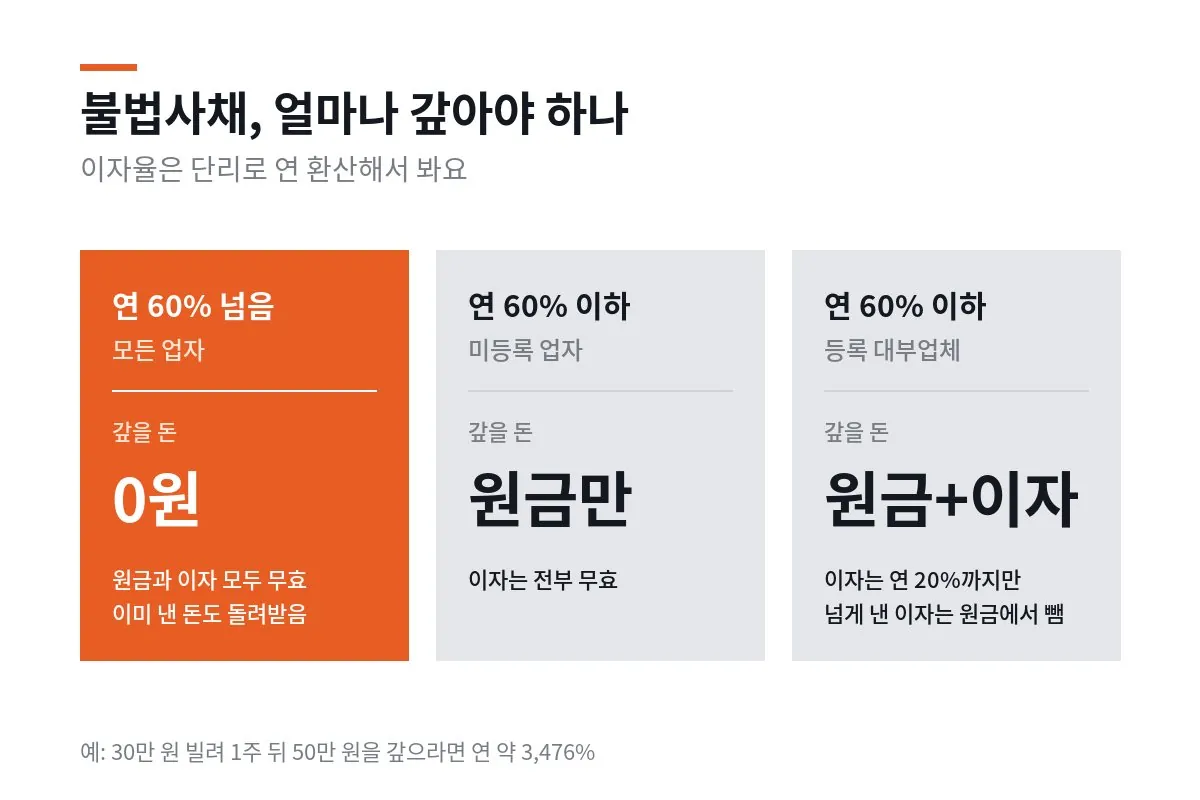 불법사채, 얼마나 갚아야 하나
이자율은 단리로 연 환산해서 봐요
연 60% 넘음
모든 업자
갚을 돈
0원
원금과 이자 모두 무효
이미 낸 돈도 돌려받음
연 60% 이하
미등록 업자
갚을 돈
원금만
이자는 전부 무효
연 60% 이하
등록 대부업체
갚을 돈
원금+이자
이자는 연 20%까지만
넘게 낸 이자는 원금에서 뺌
예: 30만 원 빌려 1주 뒤 50만 원을 갚으라면 연 약 3,476%